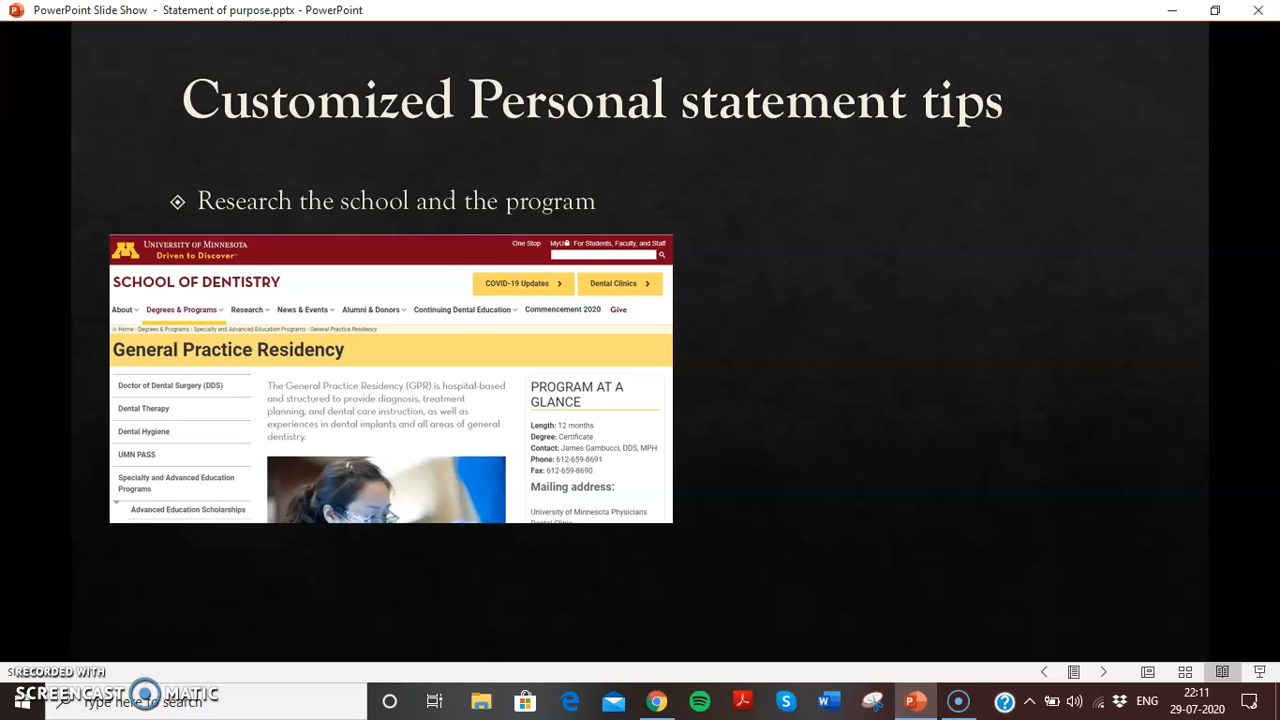 PowerPoint Slide Show - Statement of purpose.pptx - PowerPoint
Customized Personal statement tips
Research the school and the program
UNIVERSITY OF MINNESOTA
Driven to Discover
One Stop MyU For Students, Faculty, and Staff
SCHOOL OF DENTISTRY
COVID-19 Updates Dental Clinics
About Degrees & Programs Research News & Events Alumni & Donors Continuing Dental Education Commencement 2020 Give
Home › Degrees & Programs › Specialty and Advanced Education Programs › General Practice Residency
General Practice Residency
Doctor of Dental Surgery (DDS)
Dental Therapy
Dental Hygiene
UMN PASS
Specialty and Advanced Education
Programs
Advanced Education Scholarships
The General Practice Residency (GPR) is hospital-based
and structured to provide diagnosis, treatment
planning, and dental care instruction, as well as
experiences in dental implants and all areas of general
dentistry.
PROGRAM AT A
GLANCE
Length: 12 months
Degree: Certificate
Contact: James Gambucci, DDS, MPH
Phone: 612-659-8691
Fax: 612-659-8690
Mailing address:
University of Minnesota Physicians
Dental Clinic
RECORDED WITH
SCREENCAST MATIC
Type here to search
ENG
22:11
29-07-2020